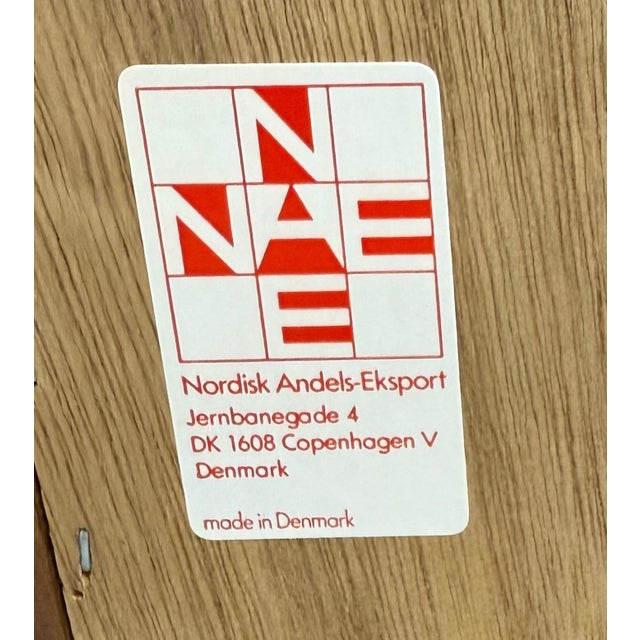 N
NAE
E
Nordisk Andels-Eksport
Jernbanegade 4
DK 1608 Copenhagen V
Denmark
made in Denmark